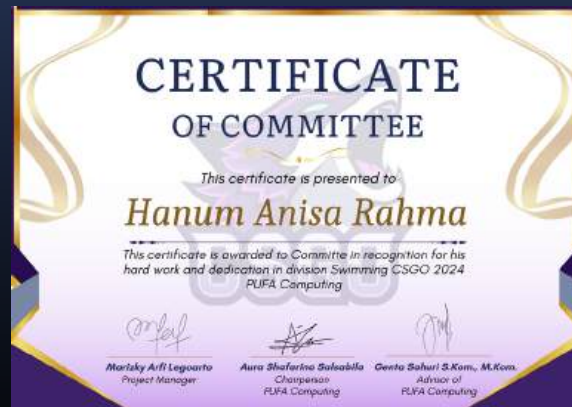 CERTIFICATE
OF COMMITTEE
This certificate is presented to
Hanum Anisa Rahma
This certificate is awarded to Committe in recognition for his
hard work and dedication in division Swimming CSGO 2024
PUFA Computing
Marizky Arfi Legoarto Aura Shafarina Salsabila Genta Sahuri S.Kom., M.Kom.
Project Manager Chairperson Advisor of
PUFA Computing PUFA Computing